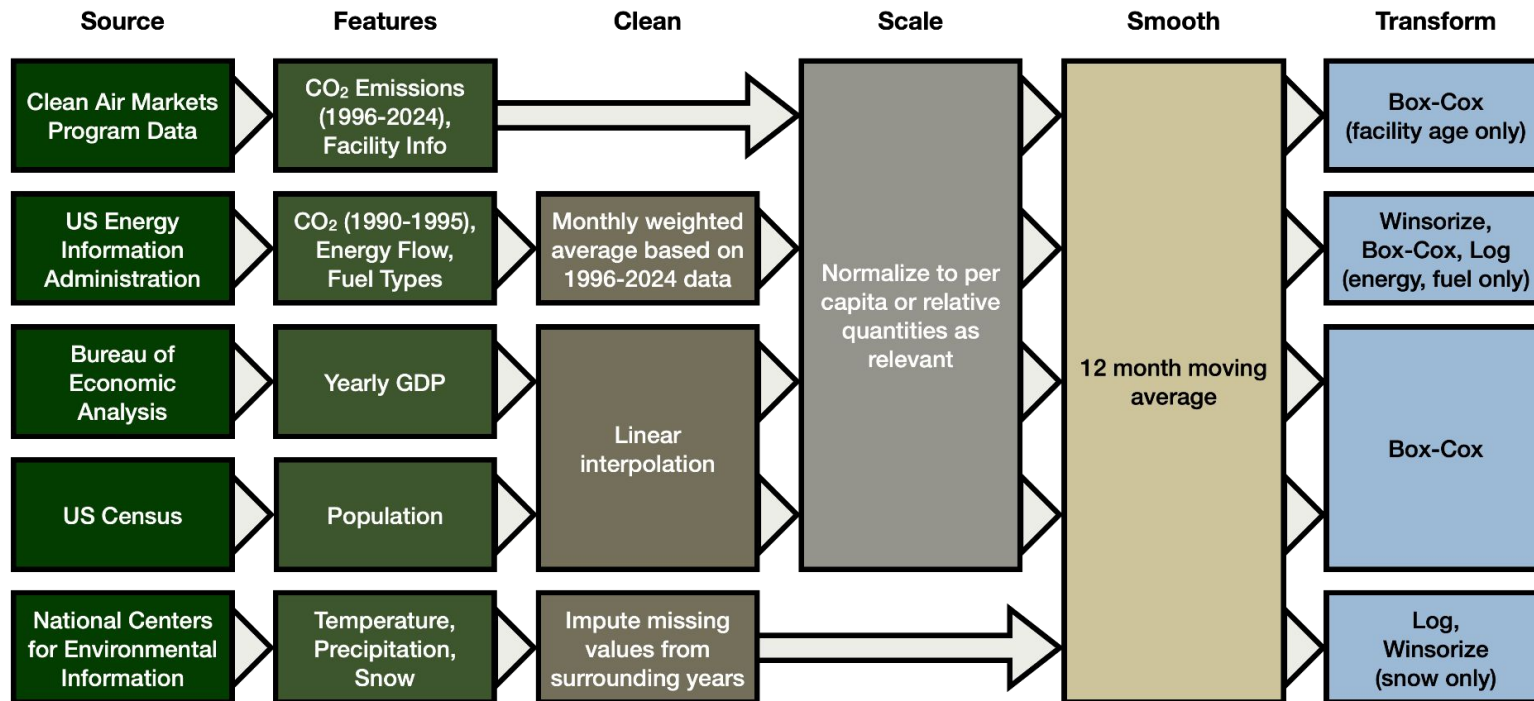 Source
Features
Clean
Scale
Smooth
Transform
Clean Air Markets
Program Data
CO₂ Emissions
(1996-2024),
Facility Info
Box-Cox
(facility age only)
US Energy
Information
Administration
CO₂ (1990-1995),
Energy Flow,
Fuel Types
Monthly weighted
average based on
1996-2024 data
Normalize to per
capita or relative
quantities as
relevant
12 month moving
average
Winsorize,
Box-Cox, Log
(energy, fuel only)
Bureau of
Economic
Analysis
Yearly GDP
Linear
interpolation
Box-Cox
US Census
Population
National Centers
for Environmental
Information
Temperature,
Precipitation,
Snow
Impute missing
values from
surrounding years
Log,
Winsorize
(snow only)